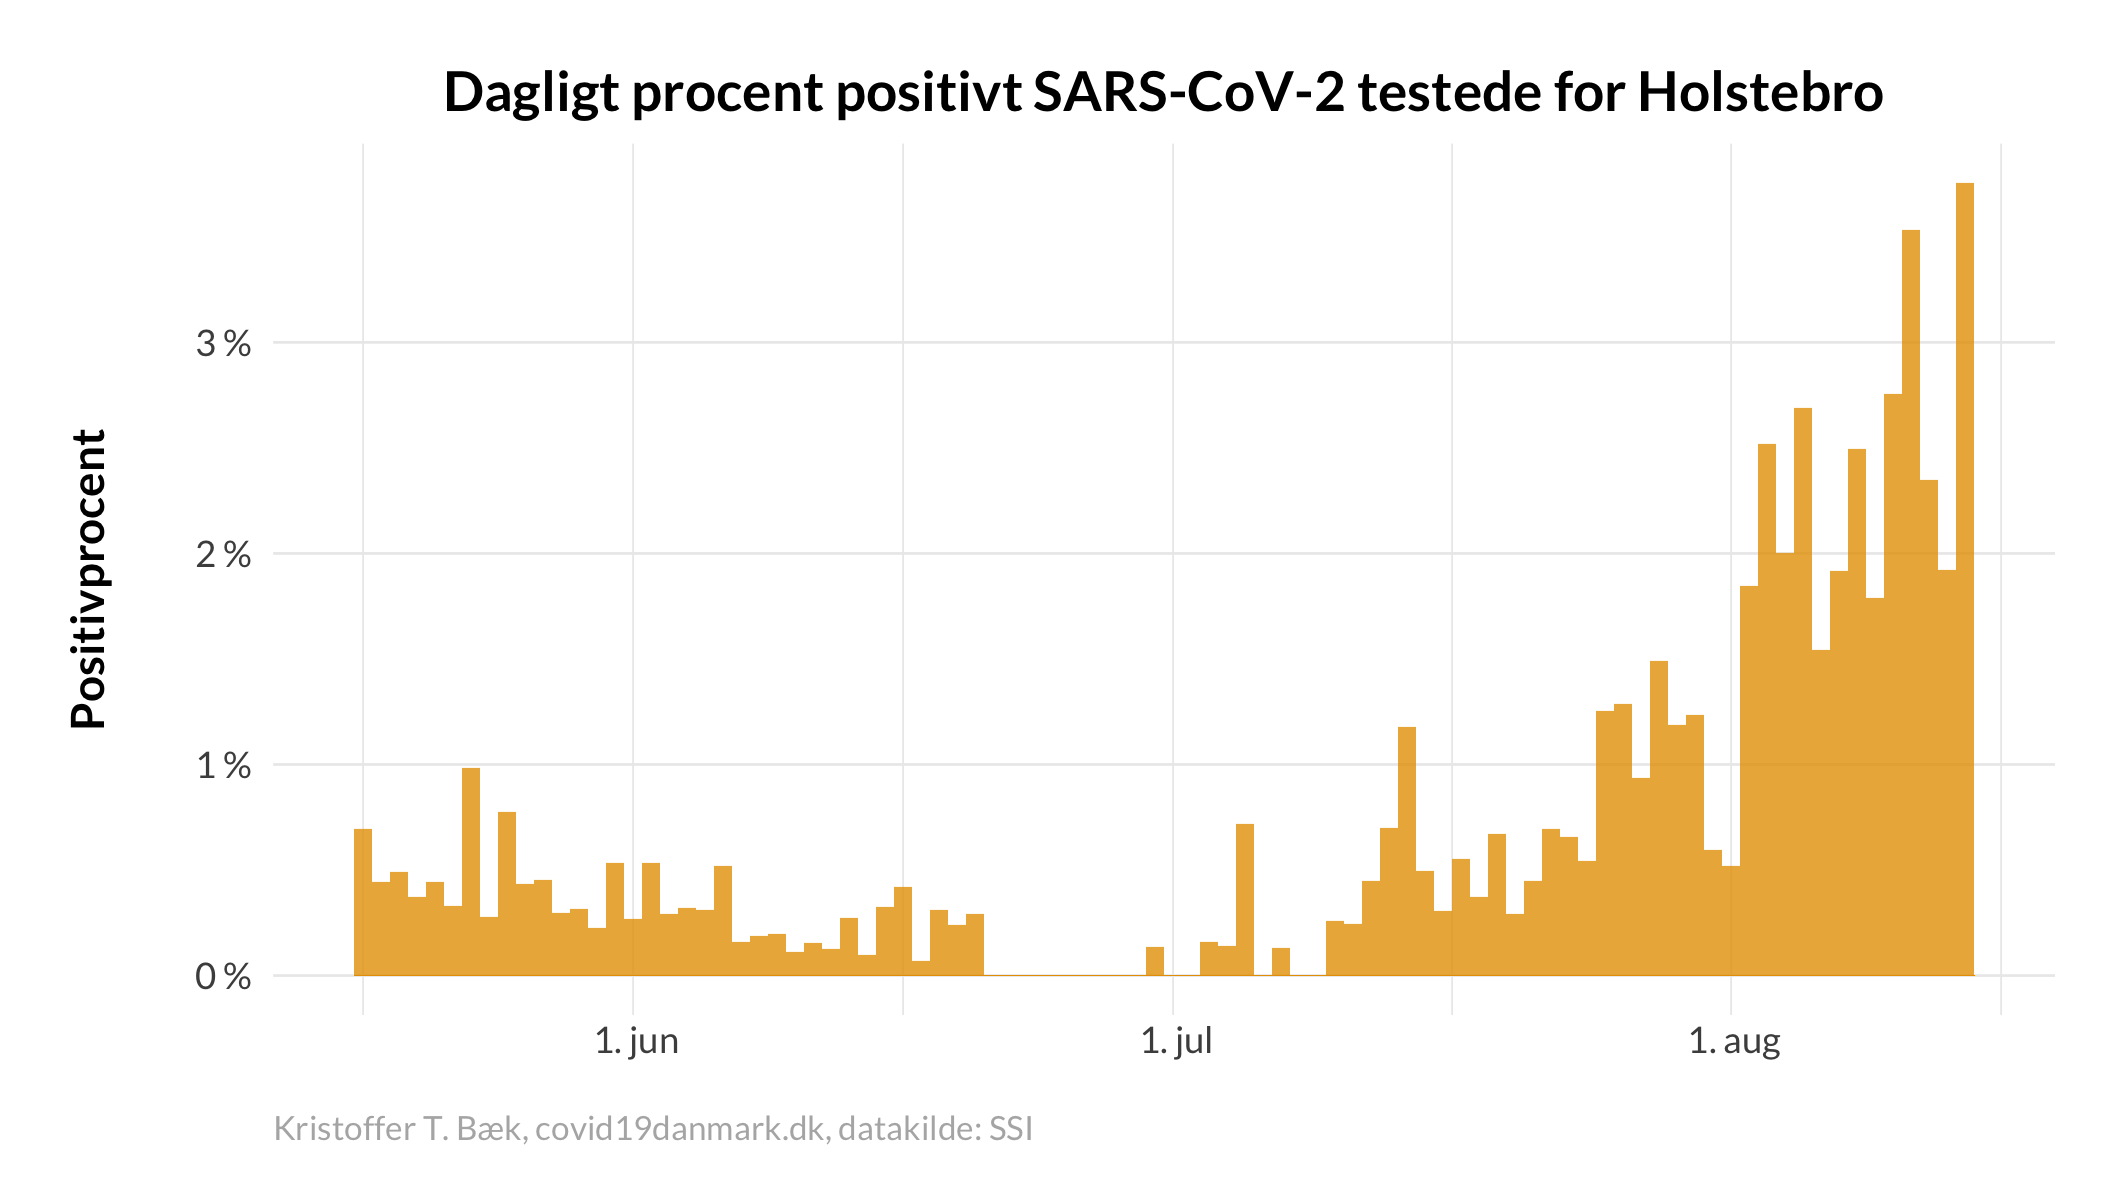 Dagligt procent positivt SARS-CoV-2 testede for Holstebro
Positivprocent
3 %
2 %
1 %
0 %
1. jun
1. jul
1. aug
Kristoffer T. Bæk, covid19danmark.dk, datakilde: SSI